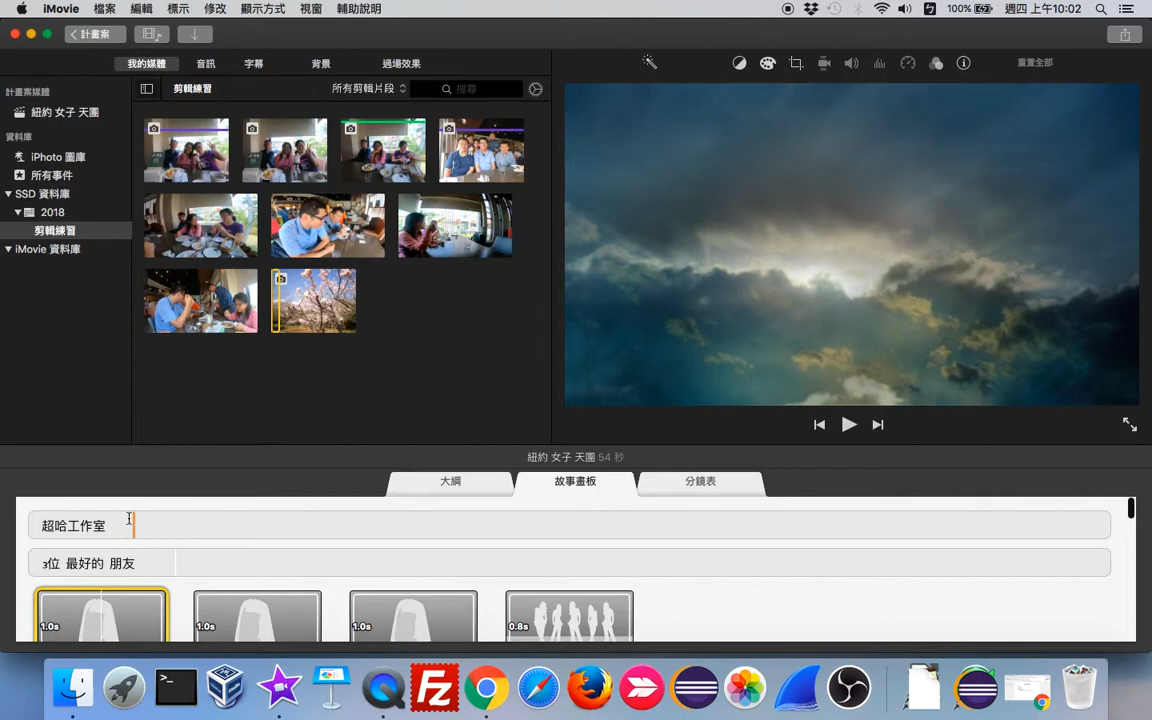 iMovie 檔案 編輯 標示 修改 顯示方式 視窗 輔助說明 100% 週四 上午10:02
計畫案
我的媒體 音訊 字幕 背景 過場效果 重置全部
計畫案媒體 剪輯練習 所有剪輯片段 搜尋
紐約 女子 天團
資料庫
iPhoto 圖庫
所有事件
SSD 資料庫
2018
剪輯練習
iMovie 資料庫
紐約 女子 天團 54 秒
大綱 故事畫板 分鏡表
超哈工作室
3位 最好的 朋友
1.0s 1.0s 1.0s 0.8s